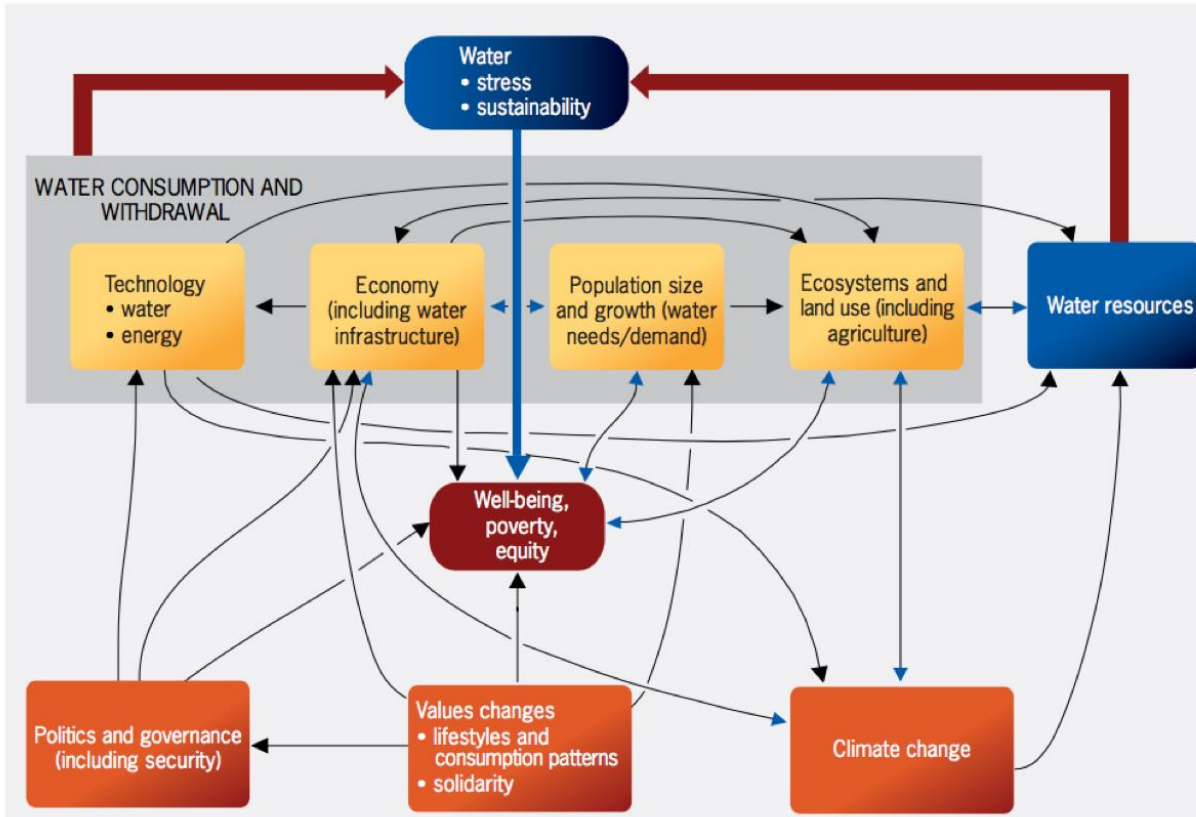 Water
• stress
• sustainability
WATER CONSUMPTION AND
WITHDRAWAL
Technology
• water
• energy
Economy
(including water
infrastructure)
Population size
and growth (water
needs/demand)
Ecosystems and
land use (including
agriculture)
Water resources
Well-being,
poverty,
equity
Politics and governance
(including security)
Values changes
• lifestyles and
consumption patterns
• solidarity
Climate change